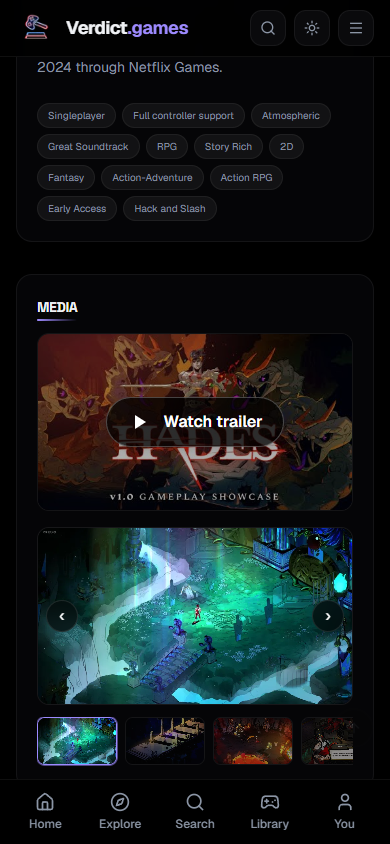 Verdict.games
2024 through Netflix Games.
Singleplayer
Full controller support
Atmospheric
Great Soundtrack
RPG
Story Rich
2D
Fantasy
Action-Adventure
Action RPG
Early Access
Hack and Slash
MEDIA
Watch trailer
HADES
v1.0 GAMEPLAY SHOWCASE
‹
›
Home
Explore
Search
Library
You